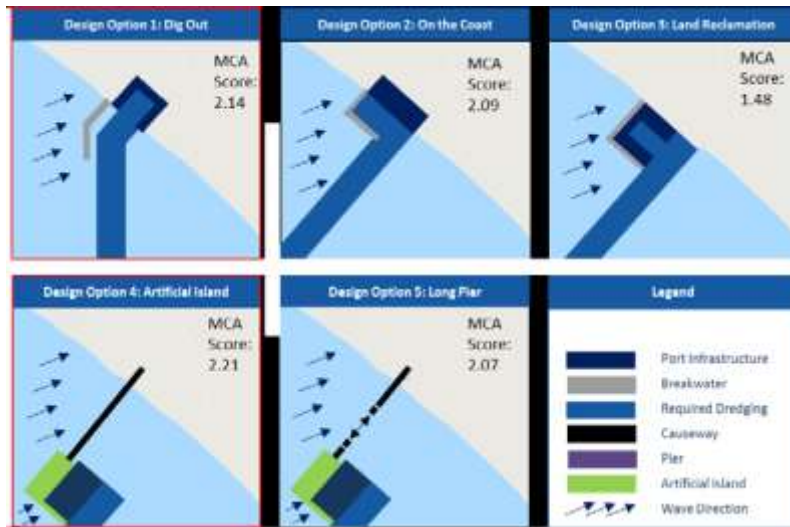 Design Option 1: Dig Out
MCA
Score:
2.14
Design Option 2: On the Coast
MCA
Score:
2.09
Design Option 3: Land Reclamation
MCA
Score:
1.48
Design Option 4: Artificial Island
MCA
Score:
2.21
Design Option 5: Long Pier
MCA
Score:
2.07
Legend
Port Infrastructure
Breakwater
Required Dredging
Causeway
Pier
Artificial Island
Wave Direction